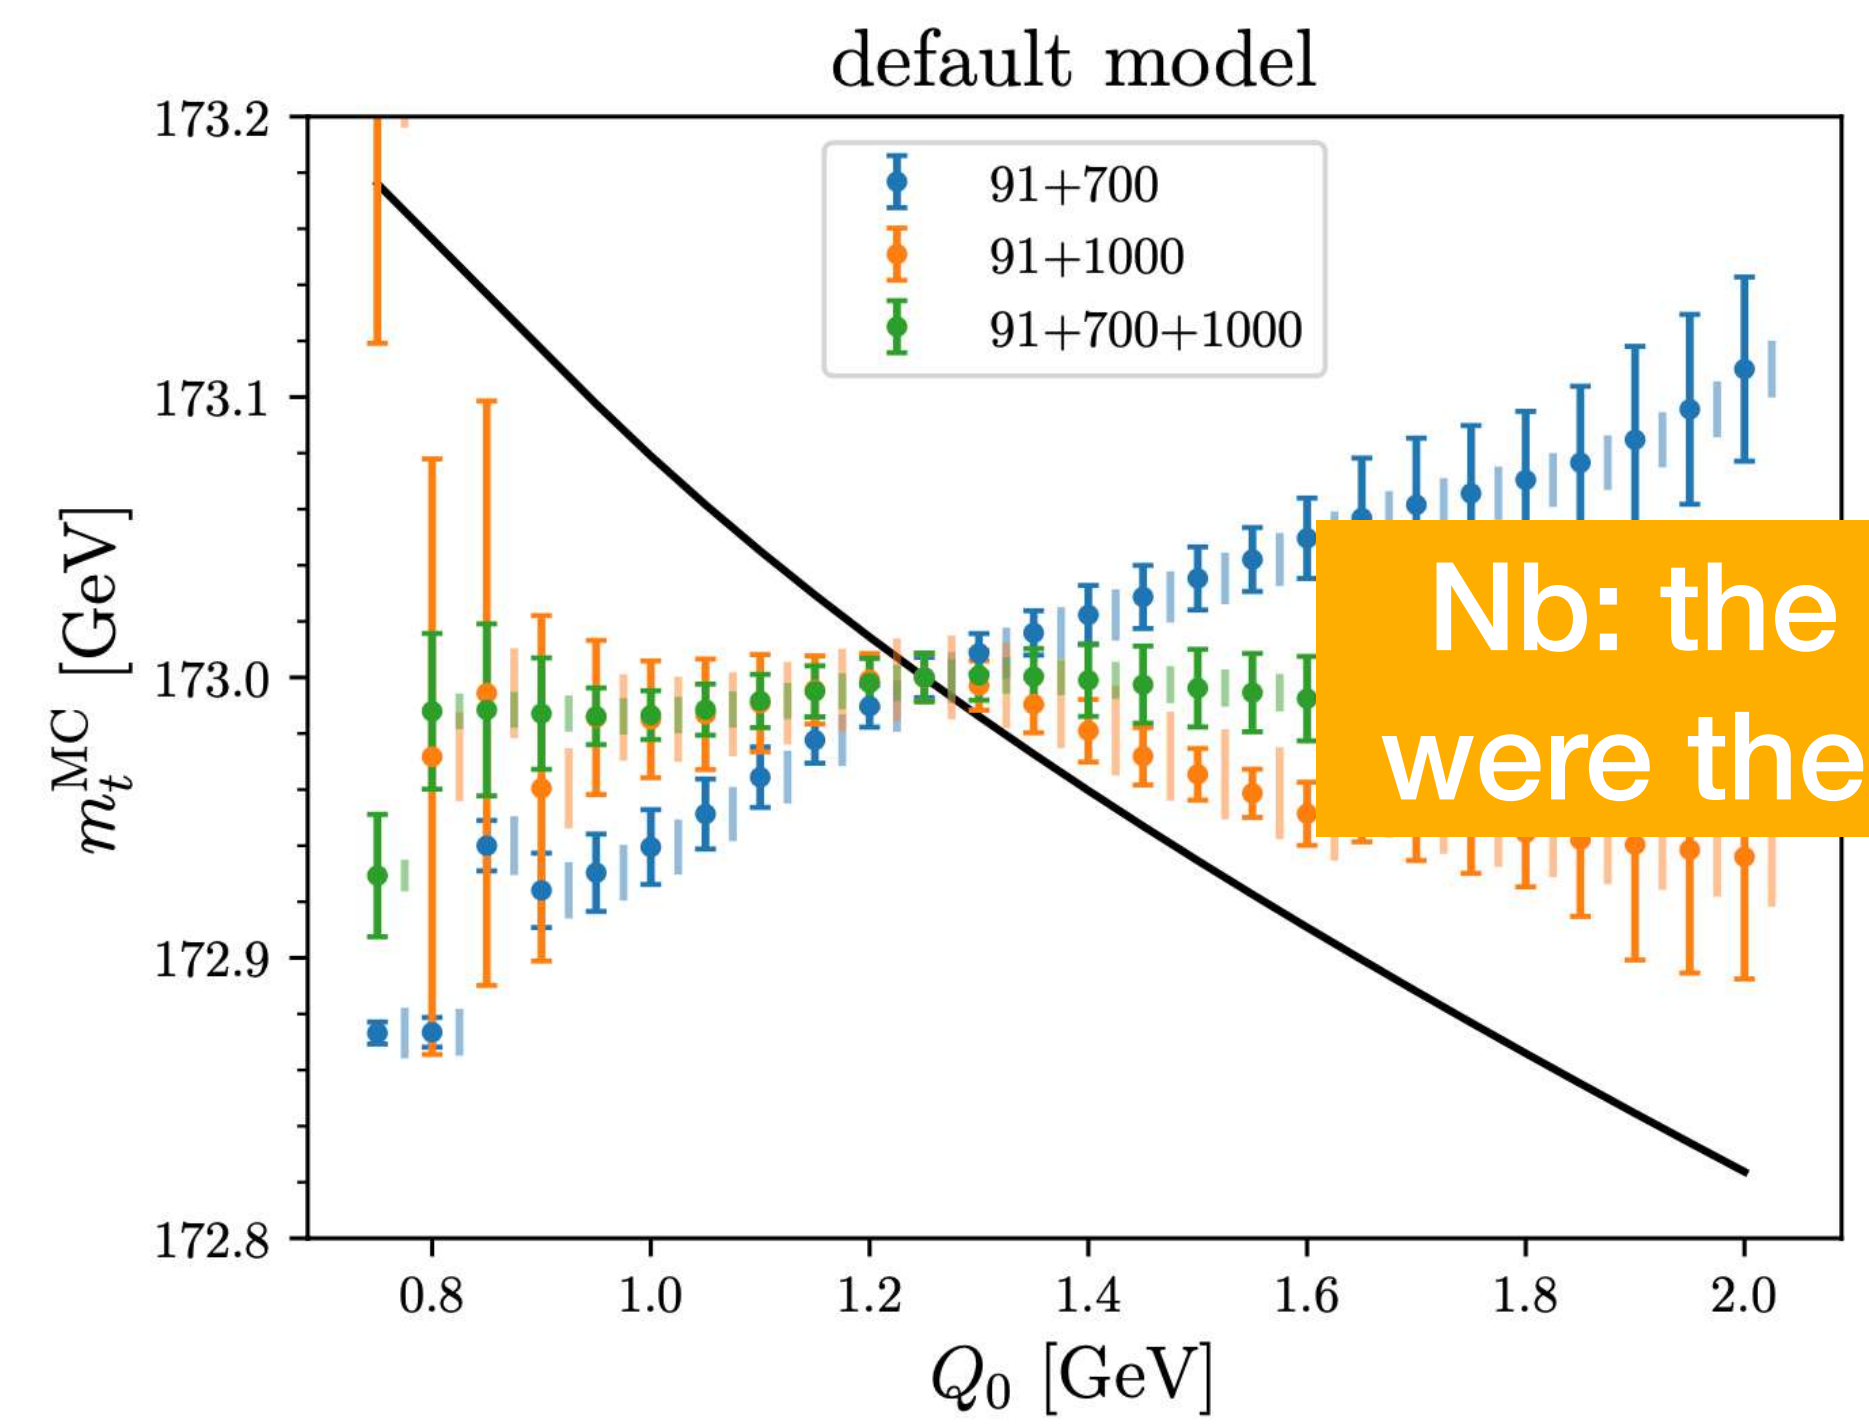 default model
173.2
173.1
173.0
172.9
172.8
m_t^MC [GeV]
91+700
91+1000
91+700+1000
Nb: the
were the
0.8 1.0 1.2 1.4 1.6 1.8 2.0
Q_0 [GeV]